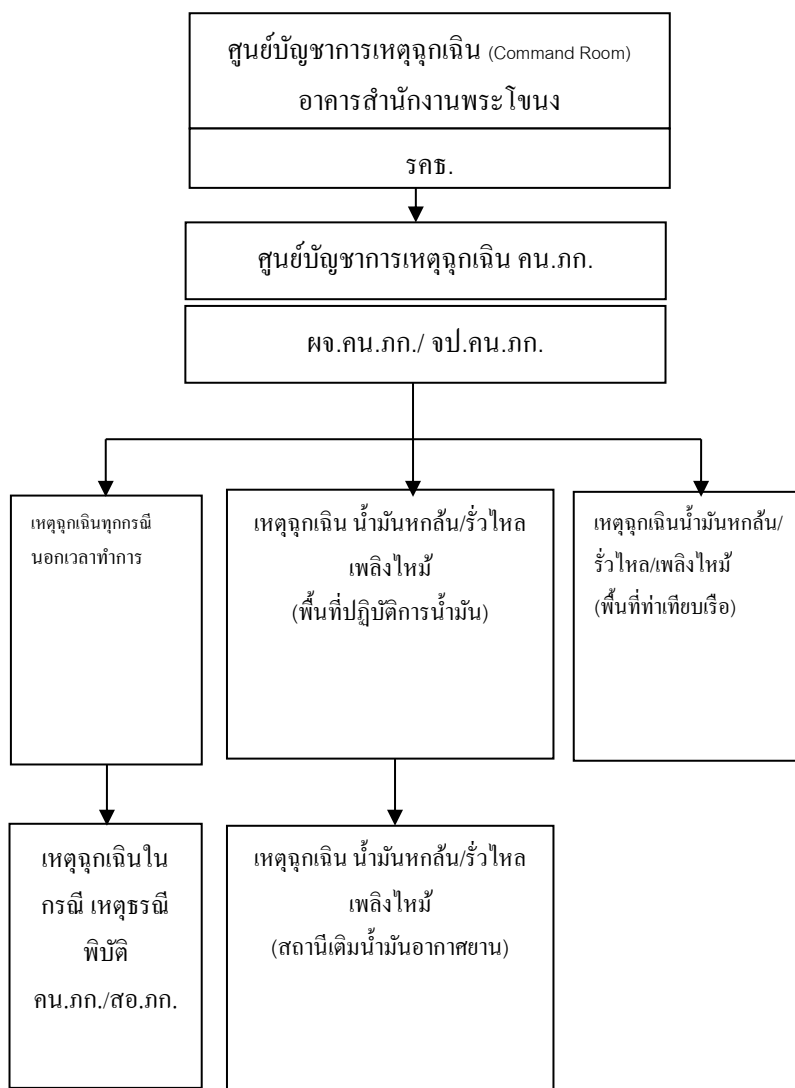 ศูนย์บัญชาการเหตุฉุกเฉิน (Command Room)
อาคารสำนักงานพระโขนง
รคธ.
ศูนย์บัญชาการเหตุฉุกเฉิน คน.ภก.
ผจ.คน.ภก./ จป.คน.ภก.
เหตุฉุกเฉินทุกกรณี
นอกเวลาทำการ
เหตุฉุกเฉิน น้ำมันหกล้น/รั่วไหล
เพลิงไหม้
(พื้นที่ปฏิบัติการน้ำมัน)
เหตุฉุกเฉินน้ำมันหกล้น/
รั่วไหล/เพลิงไหม้
(พื้นที่ท่าเทียบเรือ)
เหตุฉุกเฉินใน
กรณี เหตุธรณี
พิบัติ
คน.ภก./สอ.ภก.
เหตุฉุกเฉิน น้ำมันหกล้น/รั่วไหล
เพลิงไหม้
(สถานีเติมน้ำมันอากาศยาน)